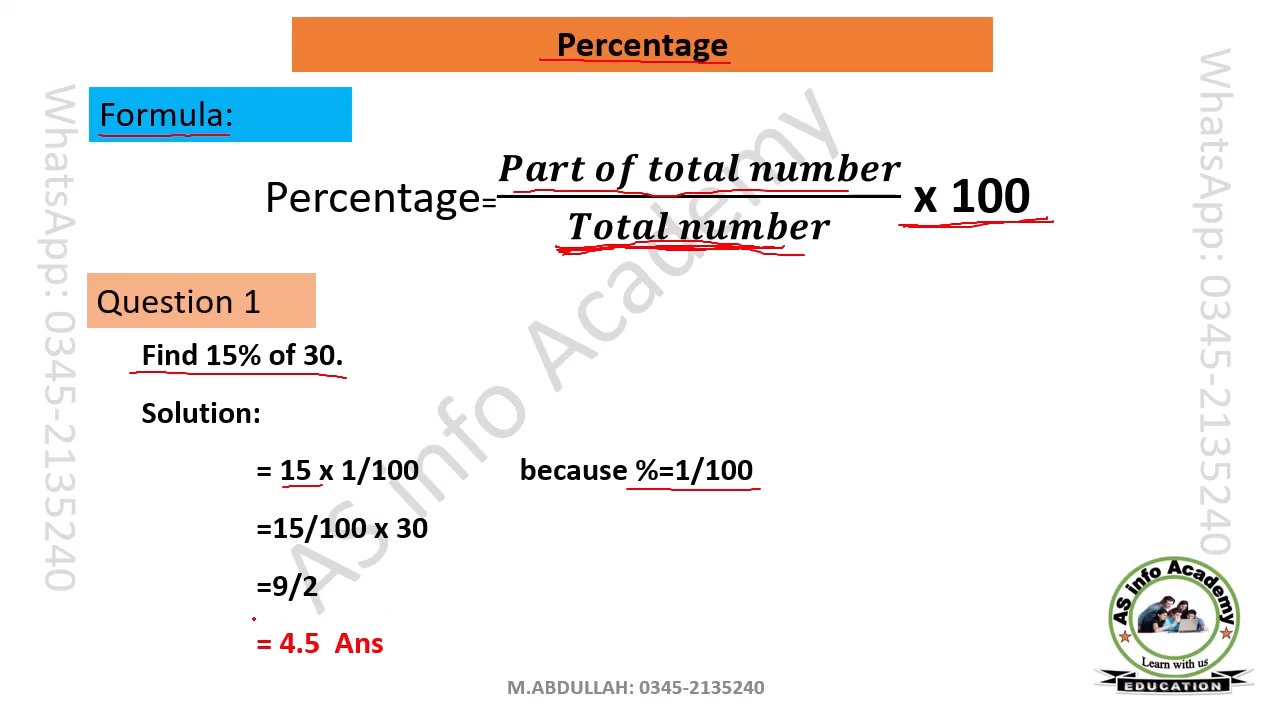 Percentage
Formula:
Percentage= Part of total number / Total number x 100
Question 1
Find 15% of 30.
Solution:
= 15 x 1/100 because %=1/100
=15/100 x 30
=9/2
= 4.5 Ans
M.ABDULLAH: 0345-2135240
WhatsApp: 0345-2135240
AS info Academy
WhatsApp: 0345-2135240
AS info Academy
Learn with us
EDUCATION